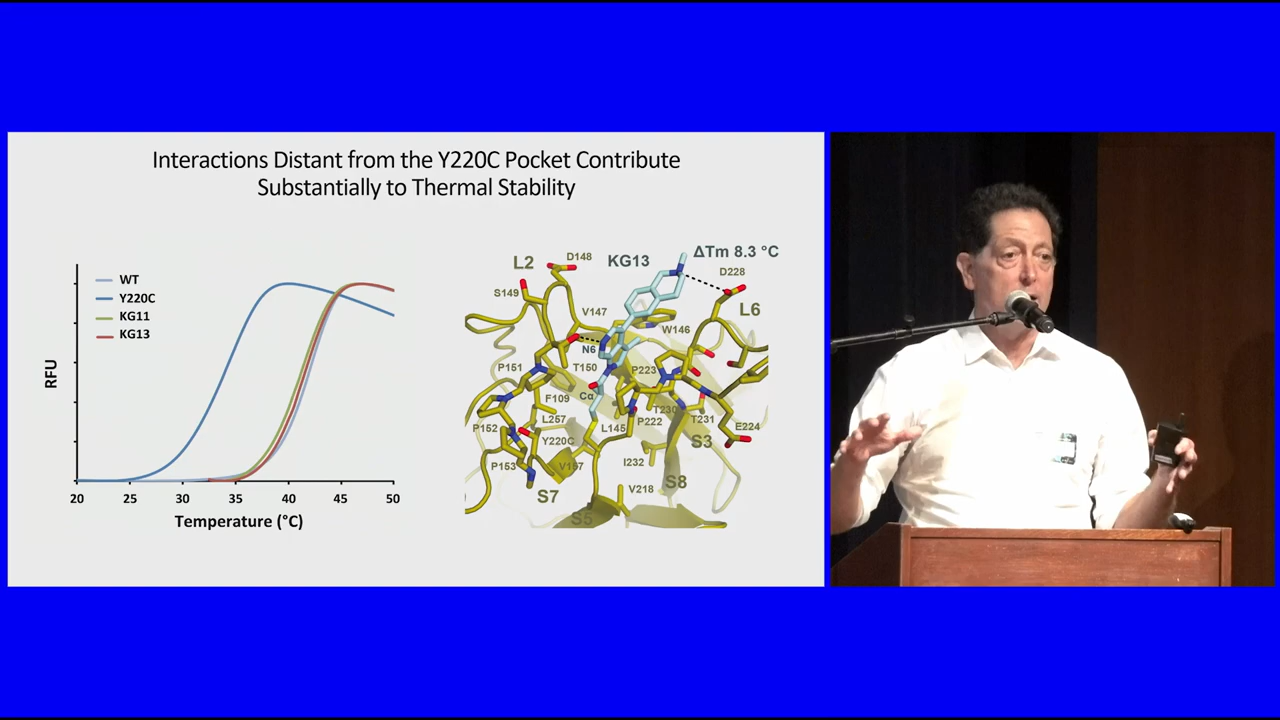 Interactions Distant from the Y220C Pocket Contribute
Substantially to Thermal Stability
WT
Y220C
KG11
KG13
RFU
20 25 30 35 40 45 50
Temperature (°C)
L2
D148
KG13
ΔTm 8.3 °C
D228
S149
L6
V147
W146
N6
P151
T150
P223
Cα
F109
T230
L257
P222
T231
P152
L145
E224
Y220C
S3
P153
V157
I232
S8
S7
V218
S5